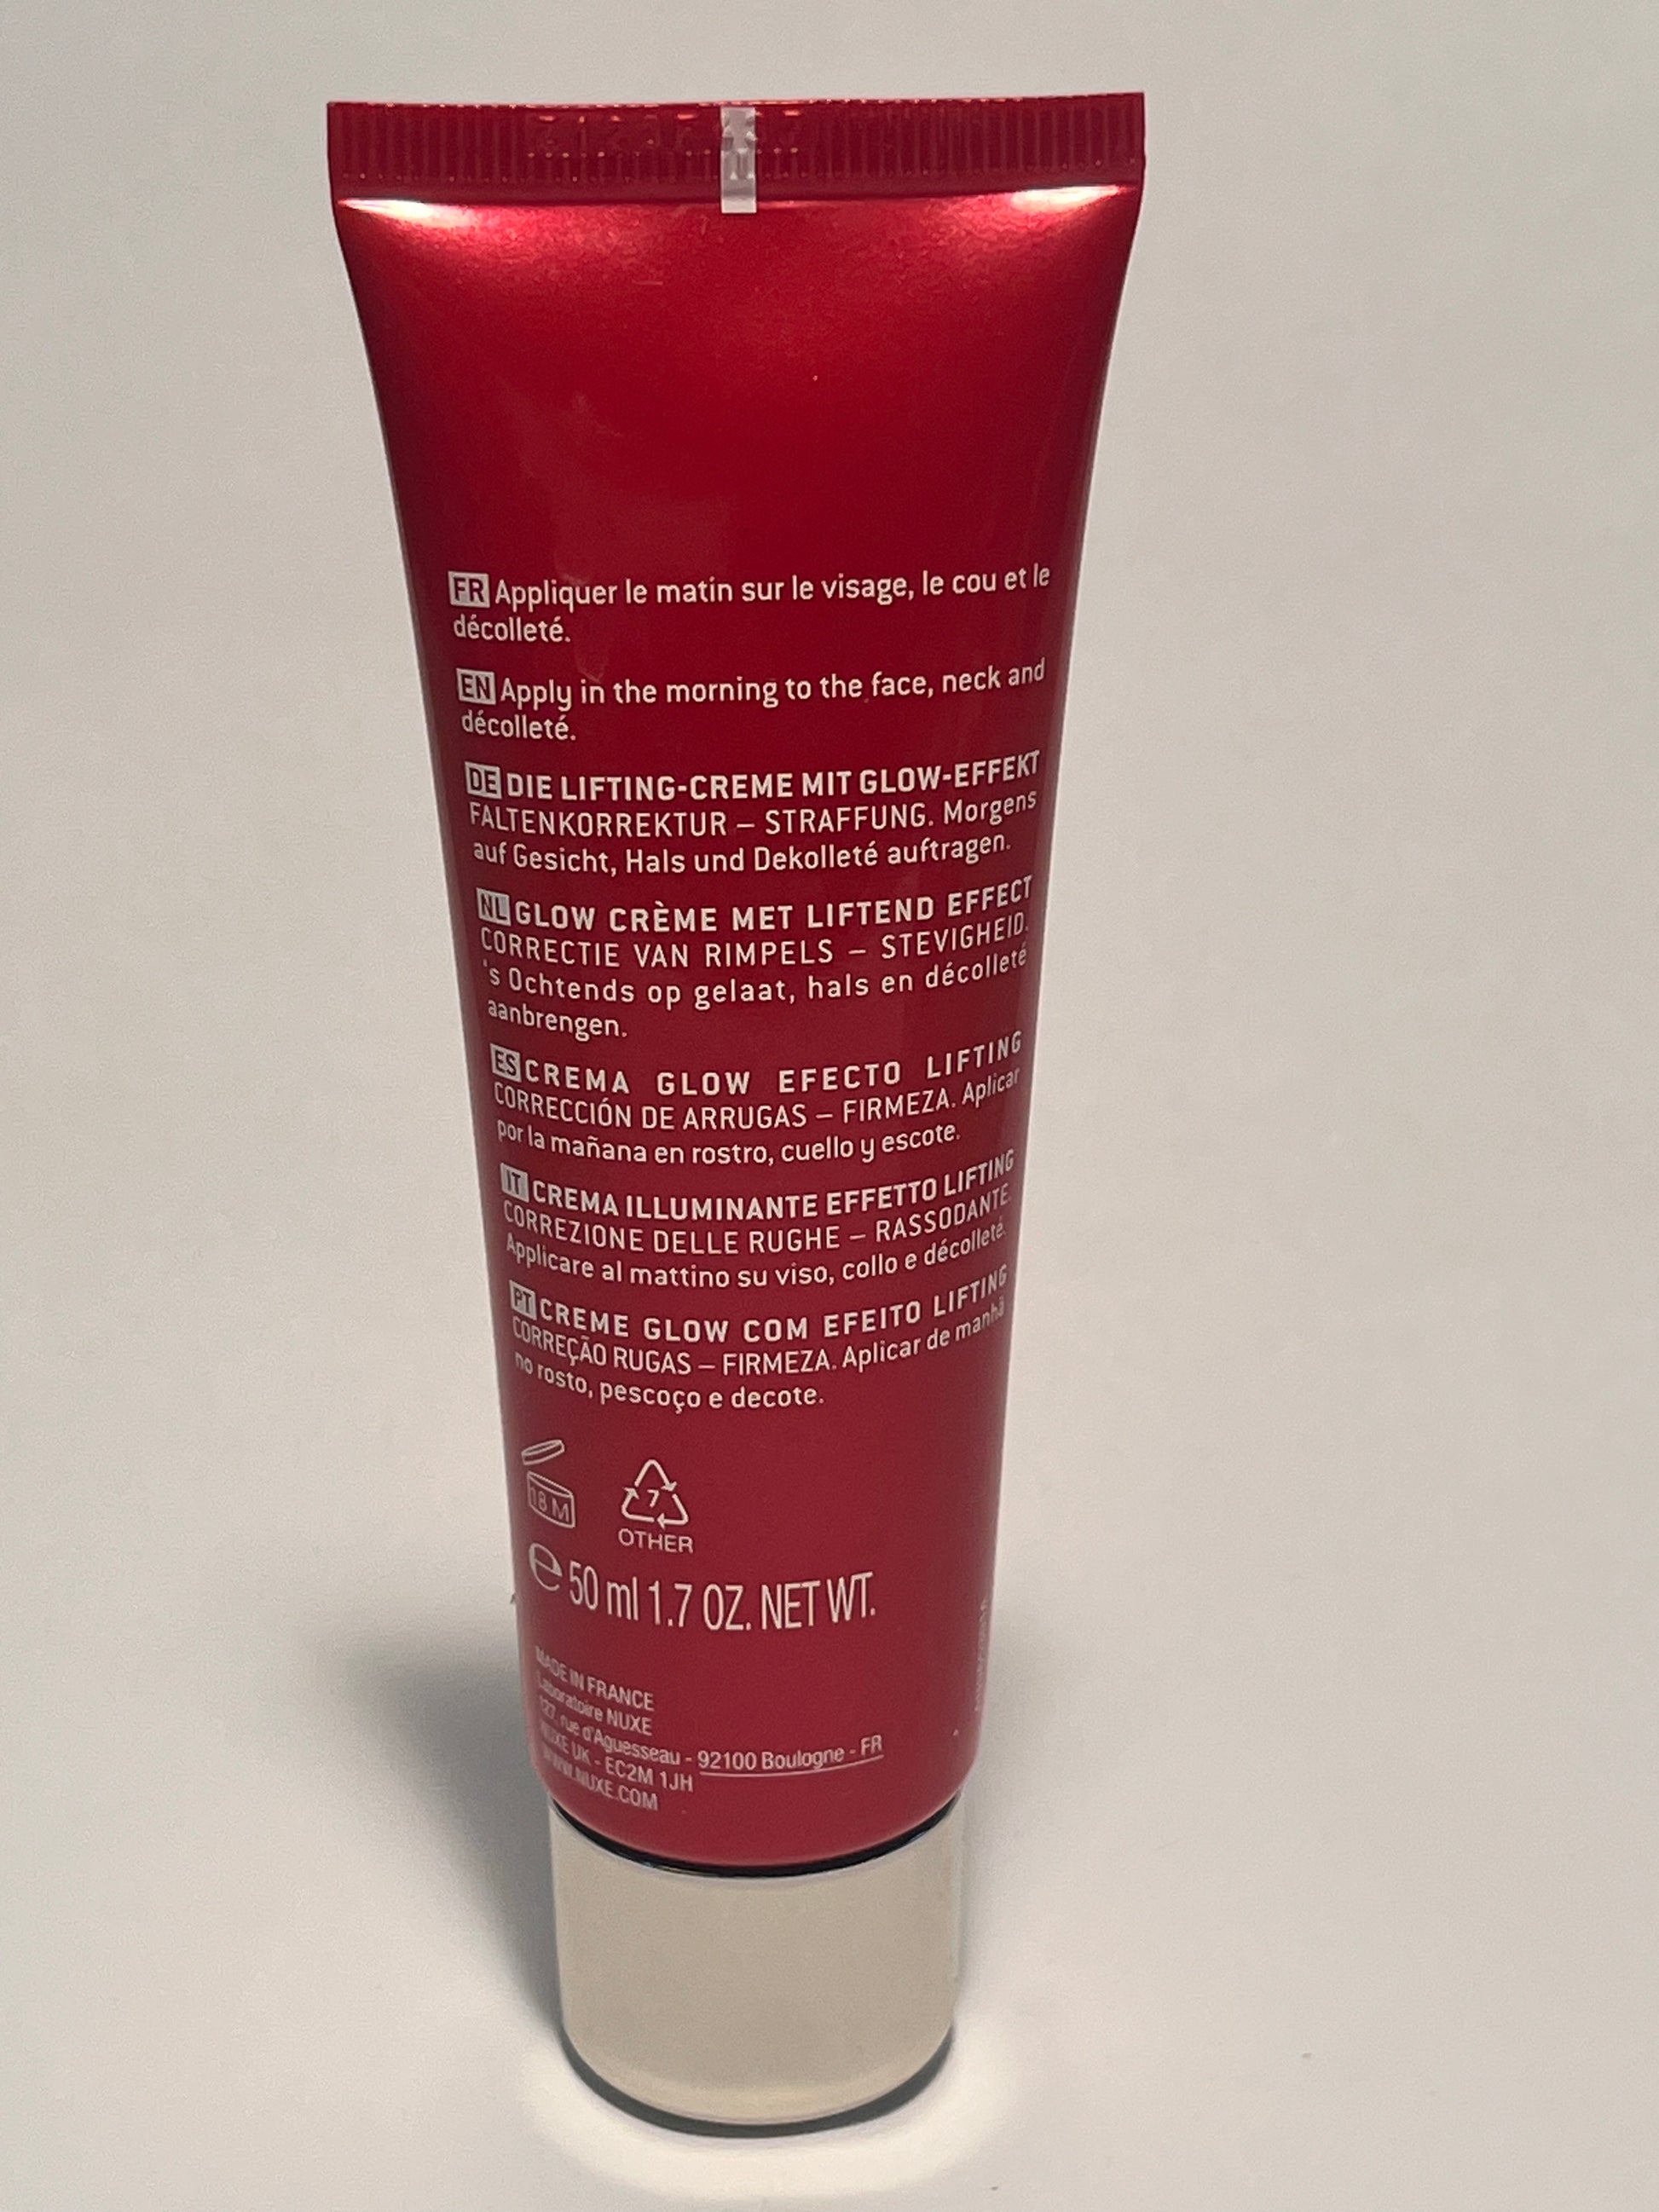 FR Appliquer le matin sur le visage, le cou et le
décolleté.
EN Apply in the morning to the face, neck and
décolleté.
DE DIE LIFTING-CREME MIT GLOW-EFFEKT
FALTENKORREKTUR – STRAFFUNG. Morgens
auf Gesicht, Hals und Dekolleté auftragen.
NL GLOW CRÈME MET LIFTEND EFFECT
CORRECTIE VAN RIMPELS – STEVIGHEID.
's Ochtends op gelaat, hals en décolleté
aanbrengen.
ES CREMA GLOW EFECTO LIFTING
CORRECCIÓN DE ARRUGAS – FIRMEZA. Aplicar
por la mañana en rostro, cuello y escote.
IT CREMA ILLUMINANTE EFFETTO LIFTING
CORREZIONE DELLE RUGHE – RASSODANTE.
Applicare al mattino su viso, collo e décolleté.
PT CREME GLOW COM EFEITO LIFTING
CORREÇÃO RUGAS – FIRMEZA. Aplicar de manhã
no rosto, pescoço e decote.
18 M
7
OTHER
e 50 ml 1.7 OZ. NET WT.
MADE IN FRANCE
Laboratoire NUXE
127, rue d'Aguesseau - 92100 Boulogne - FR
NUXE UK - EC2M 1JH
WWW.NUXE.COM